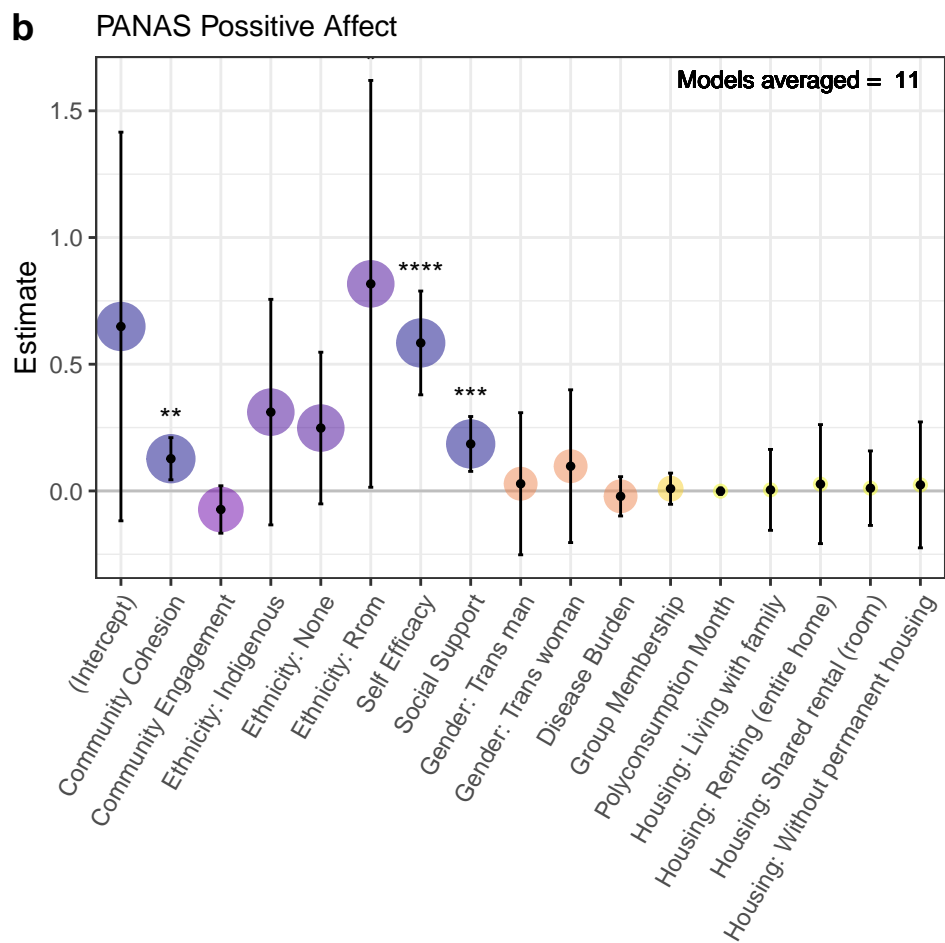 b PANAS Possitive Affect
Models averaged = 11
Estimate
1.5
1.0
0.5
0.0
**
****
***
(Intercept)
Community Cohesion
Community Engagement
Ethnicity: Indigenous
Ethnicity: None
Ethnicity: Rrom
Self Efficacy
Social Support
Gender: Trans man
Gender: Trans woman
Disease Burden
Group Membership
Polyconsumption Month
Housing: Living with family
Housing: Renting (entire home)
Housing: Shared rental (room)
Housing: Without permanent housing